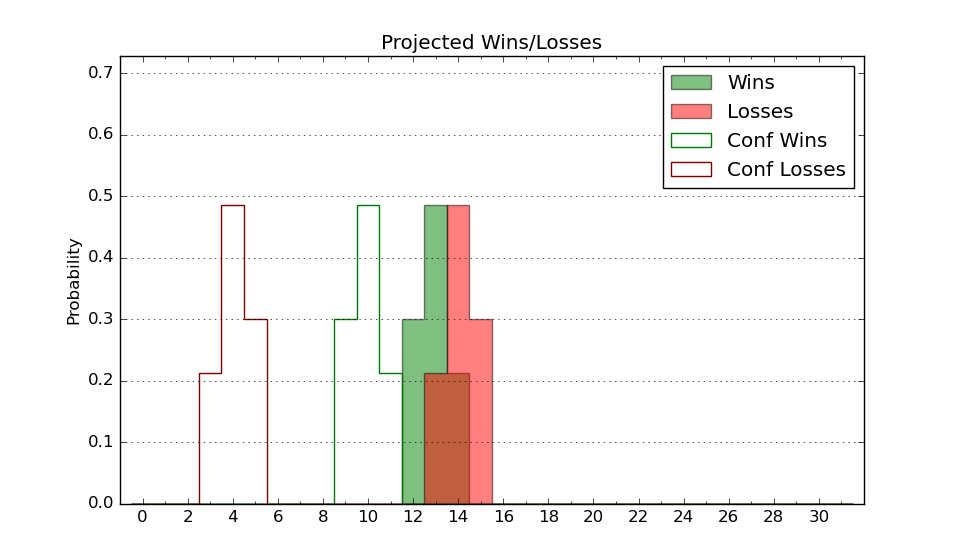 Projected Wins/Losses
Wins
Losses
Conf Wins
Conf Losses
Probability
0.7
0.6
0.5
0.4
0.3
0.2
0.1
0.0
0 2 4 6 8 10 12 14 16 18 20 22 24 26 28 30